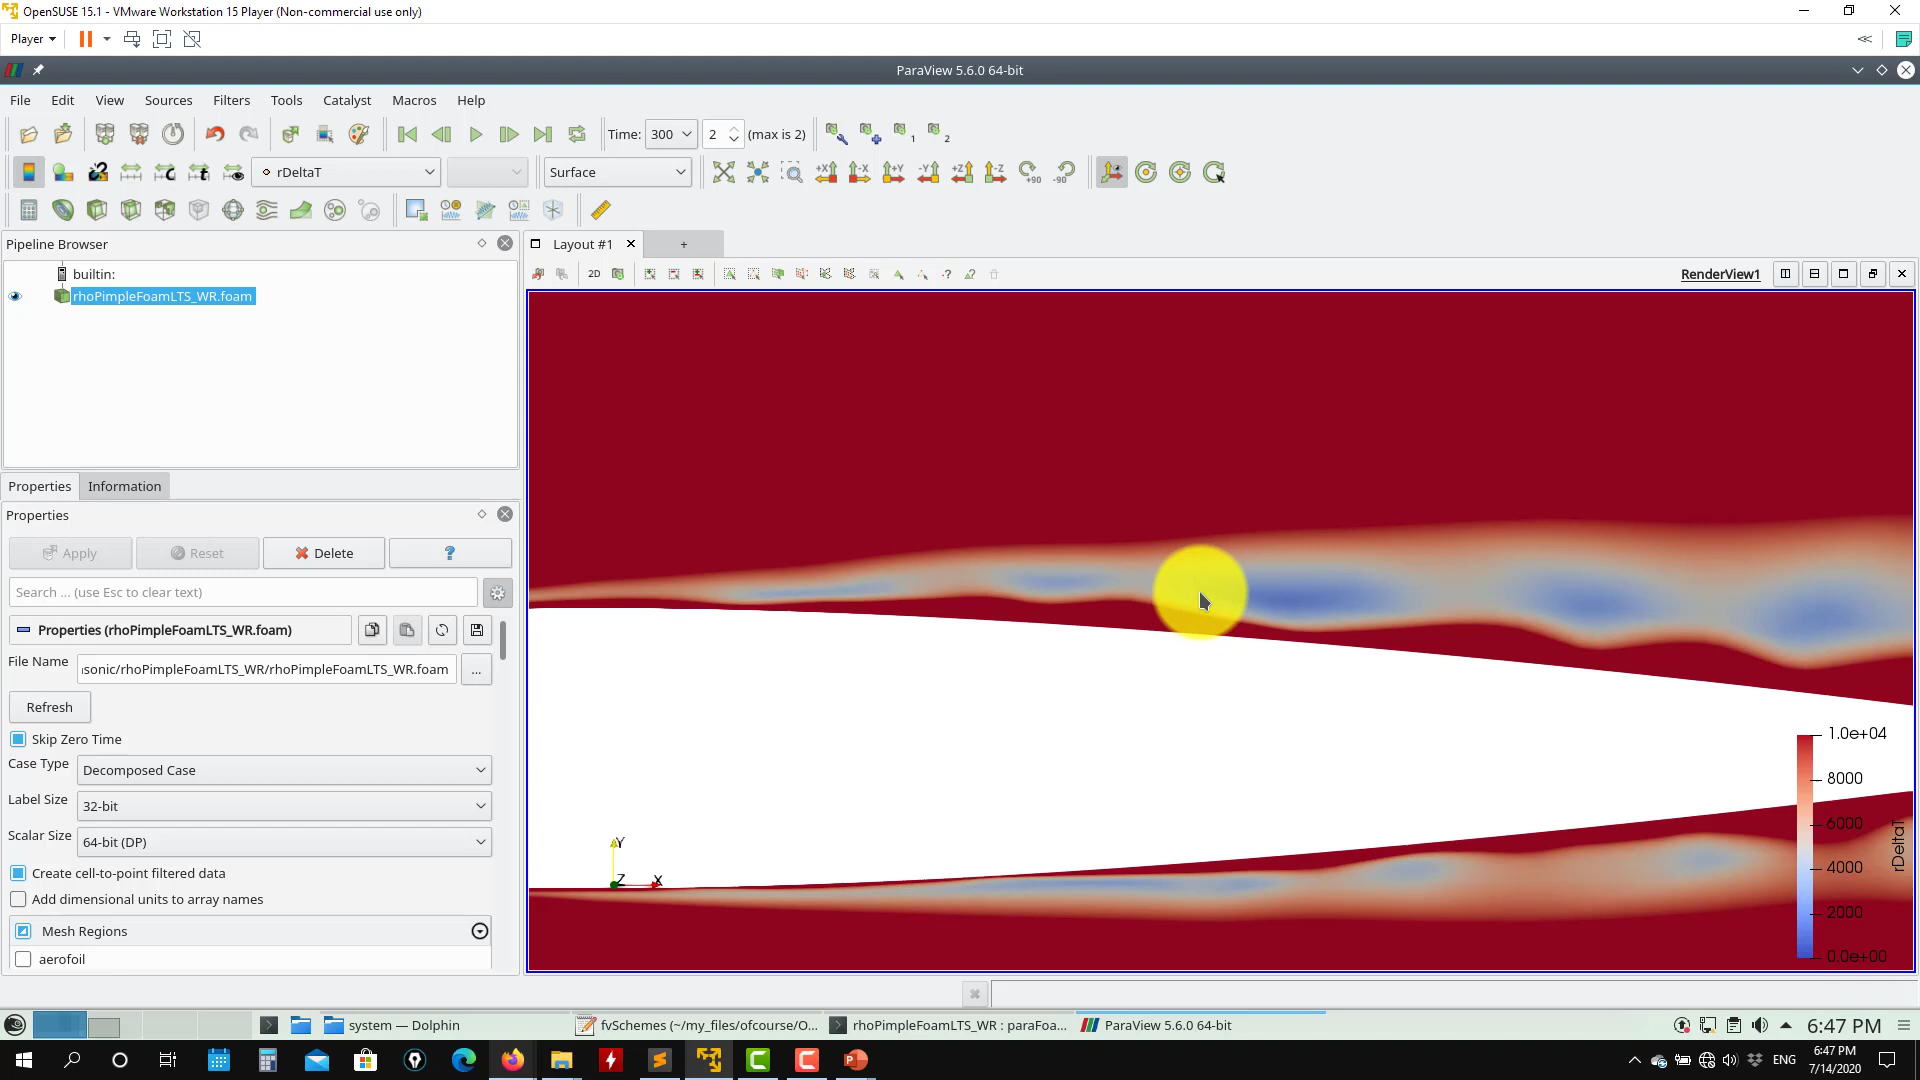 OpenSUSE 15.1 - VMware Workstation 15 Player (Non-commercial use only)
Player
ParaView 5.6.0 64-bit
File Edit View Sources Filters Tools Catalyst Macros Help
Time: 300 2 (max is 2) 1 2
rDeltaT Surface +X -X +Y -Y +Z -Z +90 -90
Pipeline Browser
Layout #1 +
builtin:
2D RenderView1
rhoPimpleFoamLTS_WR.foam
Properties Information
Properties
Apply Reset Delete ?
Search ... (use Esc to clear text)
Properties (rhoPimpleFoamLTS_WR.foam)
File Name sonic/rhoPimpleFoamLTS_WR/rhoPimpleFoamLTS_WR.foam ...
Refresh
Skip Zero Time
Case Type Decomposed Case
Label Size 32-bit
Scalar Size 64-bit (DP)
Create cell-to-point filtered data
Add dimensional units to array names
Mesh Regions
aerofoil
Y
Z X
1.0e+04
8000
6000
4000
2000
0.0e+00
rDeltaT
system — Dolphin
fvSchemes (~/my_files/ofcourse/O...
rhoPimpleFoamLTS_WR : paraFoa...
ParaView 5.6.0 64-bit
6:47 PM
ENG
6:47 PM
7/14/2020